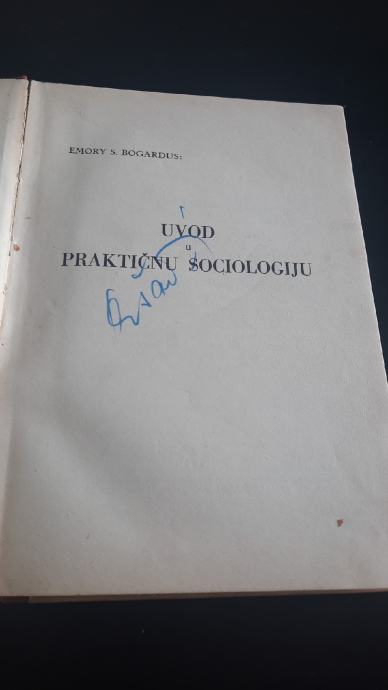 EMORY S. BOGARDUS:
UVOD
u
PRAKTIČNU SOCIOLOGIJU